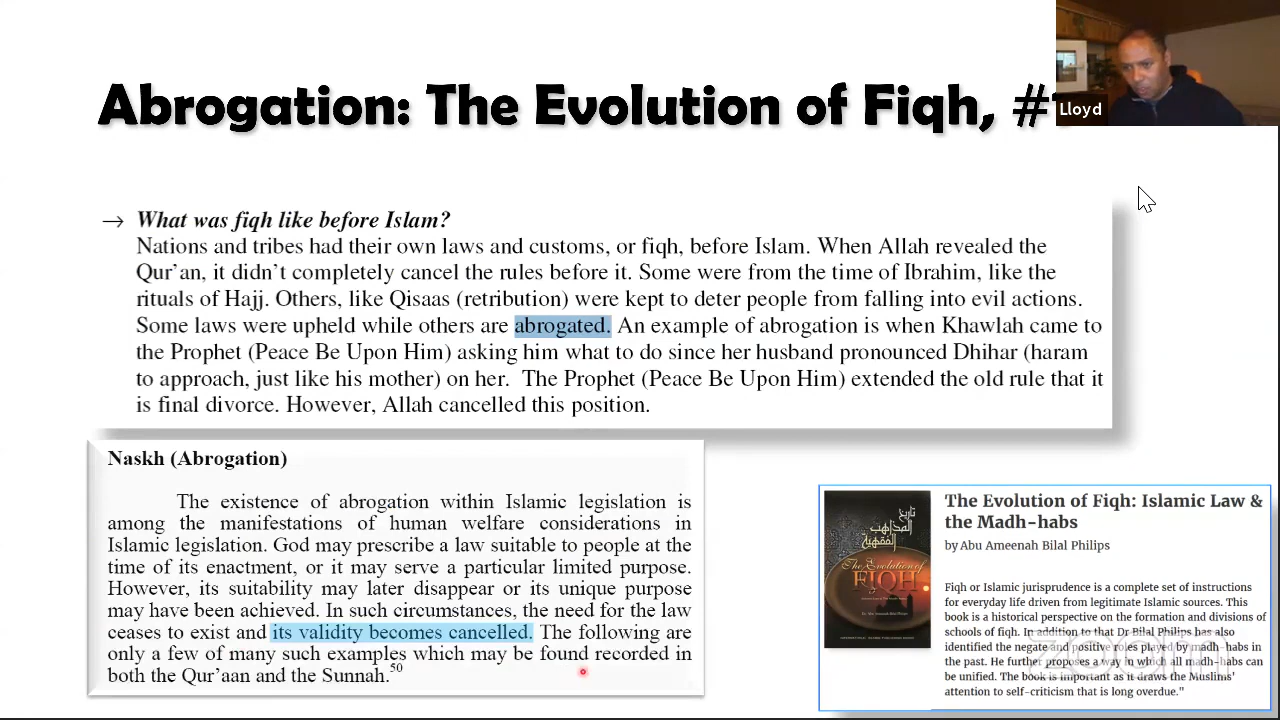 Abrogation: The Evolution of Fiqh, #
Lloyd
→ What was fiqh like before Islam?
Nations and tribes had their own laws and customs, or fiqh, before Islam. When Allah revealed the
Qur’an, it didn’t completely cancel the rules before it. Some were from the time of Ibrahim, like the
rituals of Hajj. Others, like Qisaas (retribution) were kept to deter people from falling into evil actions.
Some laws were upheld while others are abrogated. An example of abrogation is when Khawlah came to
the Prophet (Peace Be Upon Him) asking him what to do since her husband pronounced Dhihar (haram
to approach, just like his mother) on her. The Prophet (Peace Be Upon Him) extended the old rule that it
is final divorce. However, Allah cancelled this position.
Naskh (Abrogation)
The existence of abrogation within Islamic legislation is
among the manifestations of human welfare considerations in
Islamic legislation. God may prescribe a law suitable to people at the
time of its enactment, or it may serve a particular limited purpose.
However, its suitability may later disappear or its unique purpose
may have been achieved. In such circumstances, the need for the law
ceases to exist and its validity becomes cancelled. The following are
only a few of many such examples which may be found recorded in
both the Qur’aan and the Sunnah.50
تاريخ
المذاهب
الفقهية
The Evolution of
FIQH
The Evolution of Fiqh: Islamic Law &
the Madh-habs
by Abu Ameenah Bilal Philips
Fiqh or Islamic jurisprudence is a complete set of instructions
for everyday life driven from legitimate Islamic sources. This
book is a historical perspective on the formation and divisions of
schools of fiqh. In addition to that Dr Bilal Philips has also
identified the negate and positive roles played by madh-habs in
the past. He further proposes a way in which all madh-habs can
be unified. The book is important as it draws the Muslims'
attention to self-criticism that is long overdue."
zoom